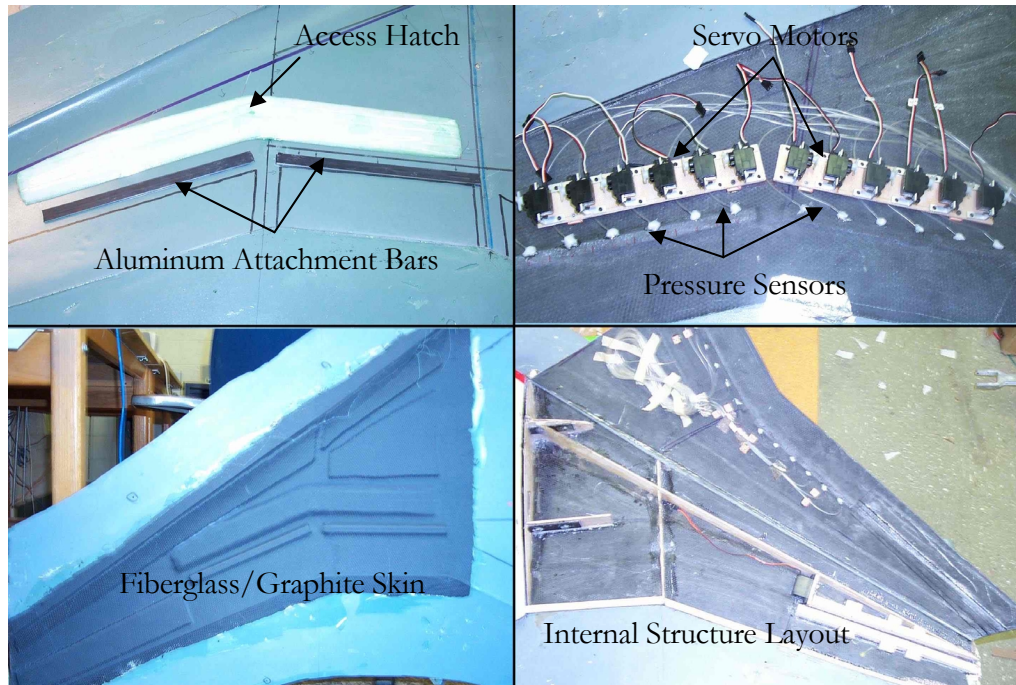 Access Hatch
Servo Motors
Aluminum Attachment Bars
Pressure Sensors
Fiberglass/Graphite Skin
Internal Structure Layout